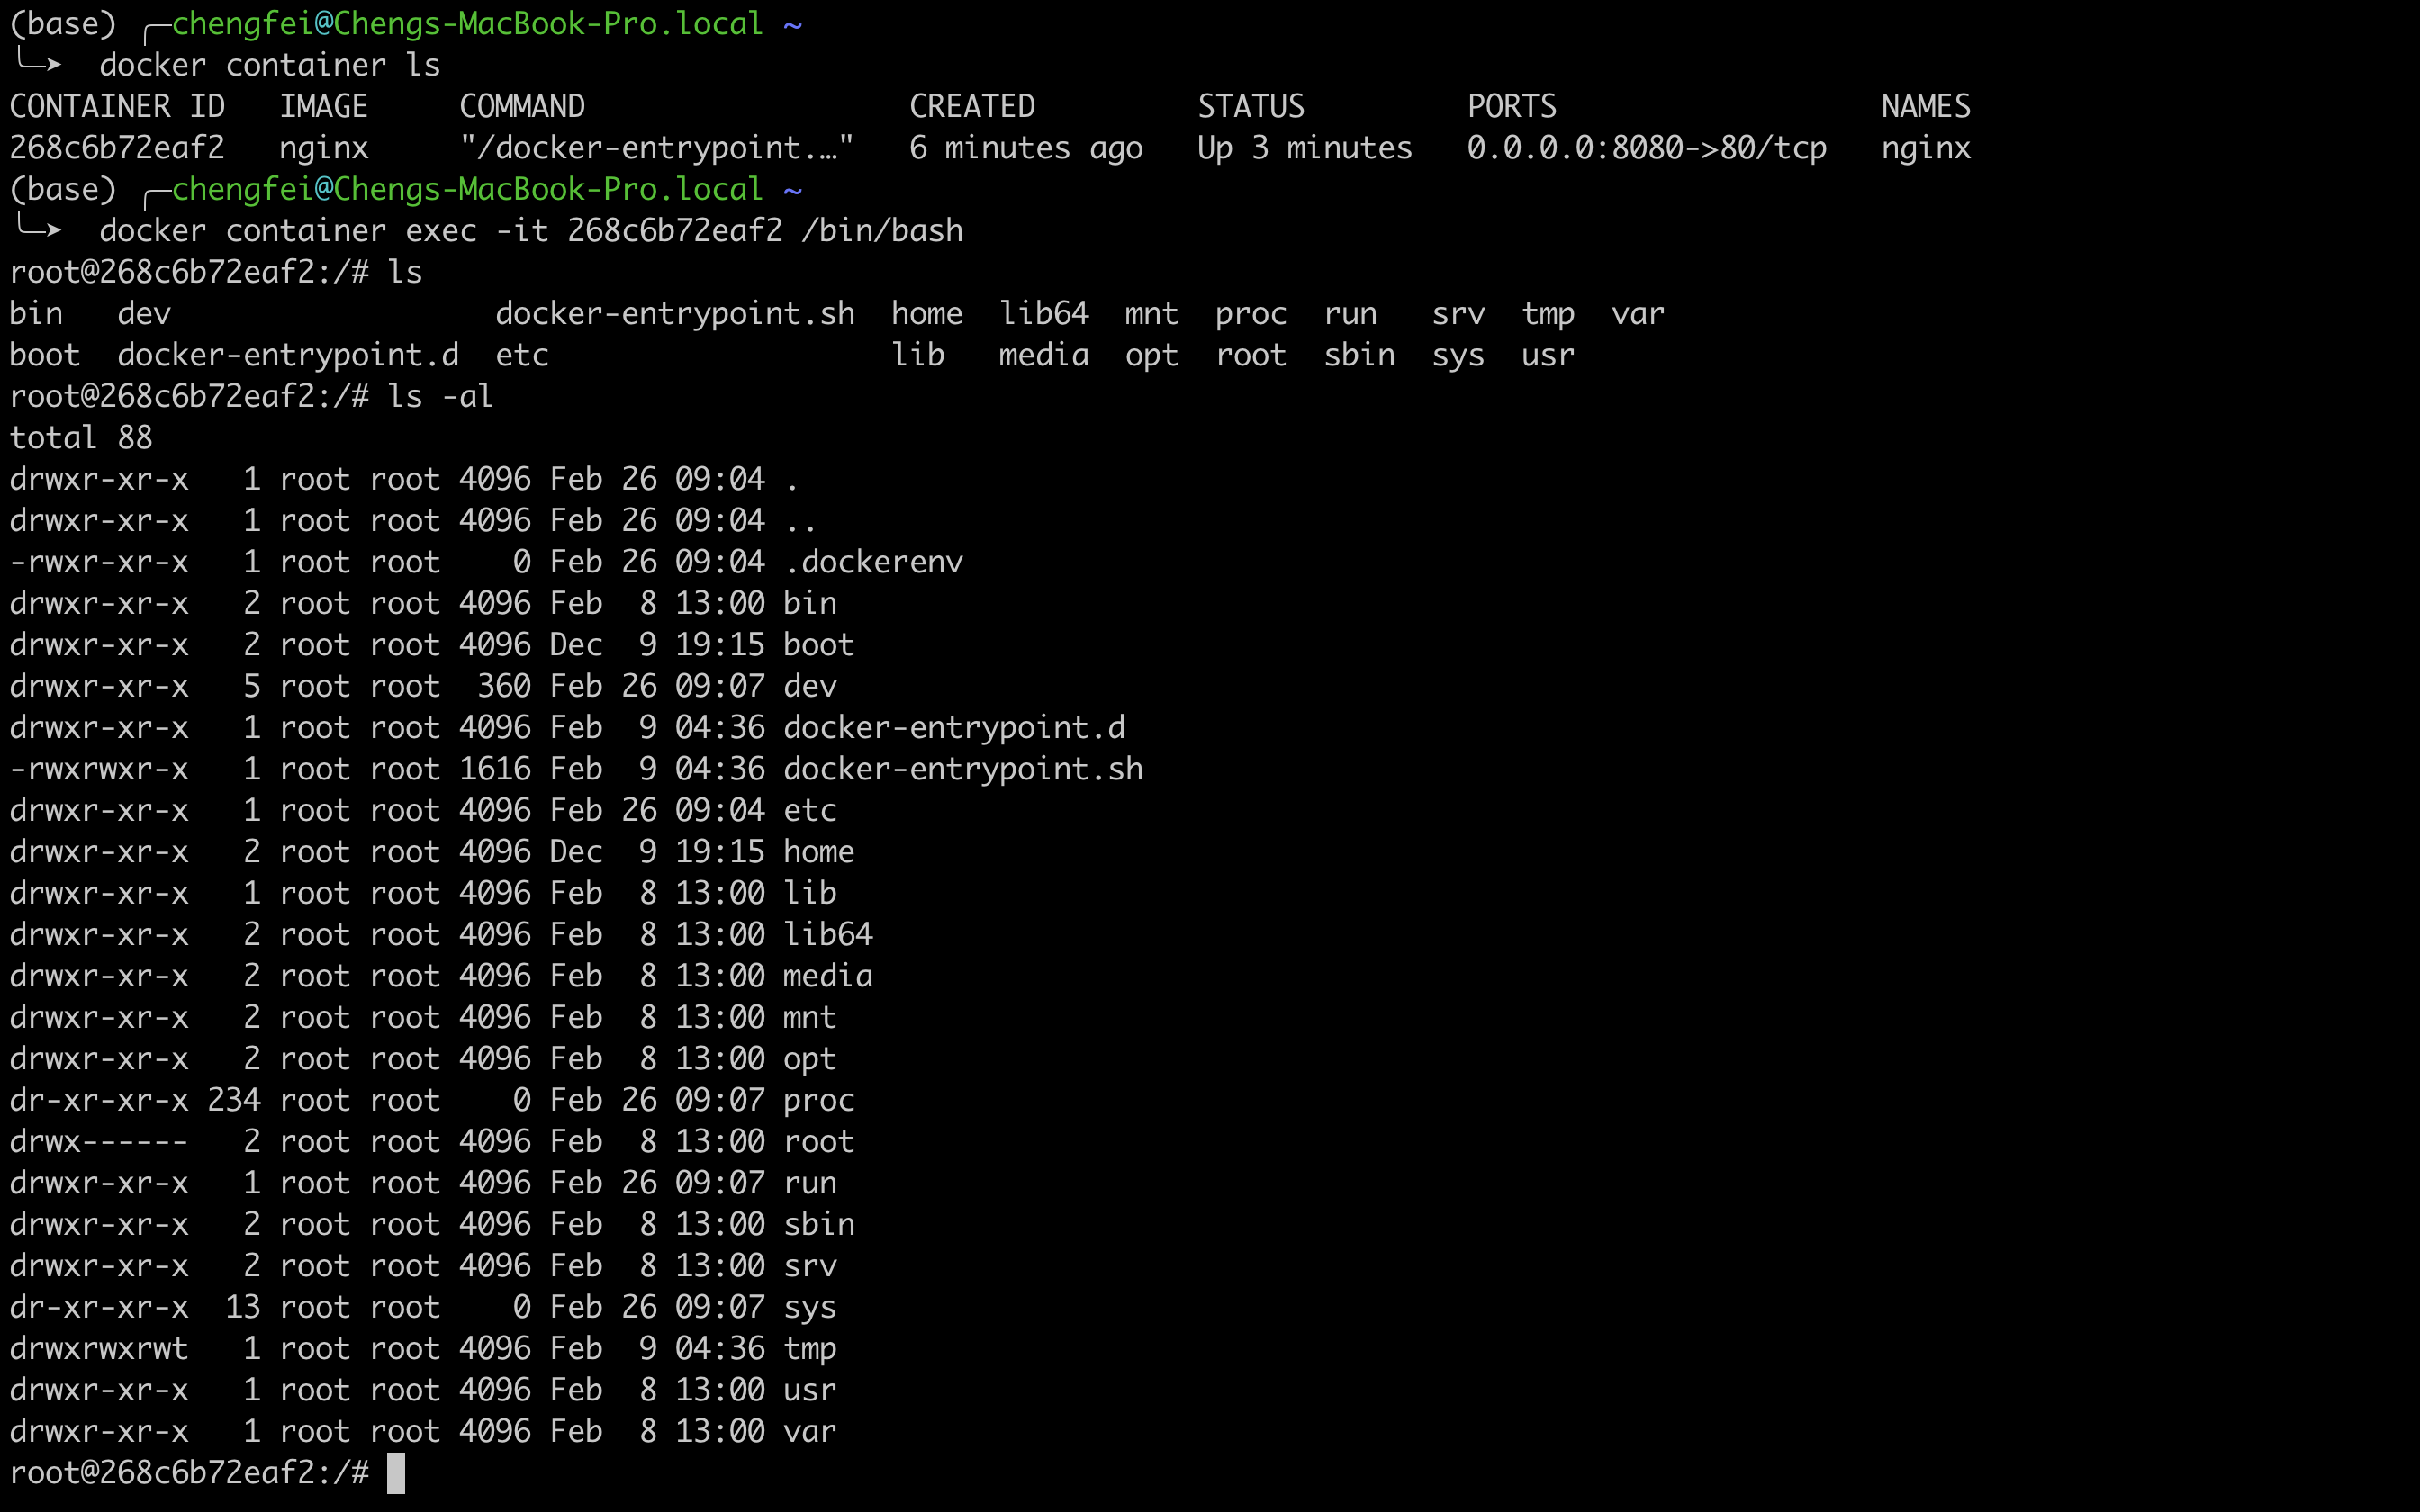 (base) ╭─chengfei@Chengs-MacBook-Pro.local ~
╰─➤  docker container ls
CONTAINER ID   IMAGE     COMMAND                  CREATED         STATUS         PORTS                  NAMES
268c6b72eaf2   nginx     "/docker-entrypoint.…"   6 minutes ago   Up 3 minutes   0.0.0.0:8080->80/tcp   nginx
(base) ╭─chengfei@Chengs-MacBook-Pro.local ~
╰─➤  docker container exec -it 268c6b72eaf2 /bin/bash
root@268c6b72eaf2:/# ls
bin   dev                  docker-entrypoint.sh  home  lib64  mnt  proc  run   srv  tmp  var
boot  docker-entrypoint.d  etc                   lib   media  opt  root  sbin  sys  usr
root@268c6b72eaf2:/# ls -al
total 88
drwxr-xr-x   1 root root 4096 Feb 26 09:04 .
drwxr-xr-x   1 root root 4096 Feb 26 09:04 ..
-rwxr-xr-x   1 root root    0 Feb 26 09:04 .dockerenv
drwxr-xr-x   2 root root 4096 Feb  8 13:00 bin
drwxr-xr-x   2 root root 4096 Dec  9 19:15 boot
drwxr-xr-x   5 root root  360 Feb 26 09:07 dev
drwxr-xr-x   1 root root 4096 Feb  9 04:36 docker-entrypoint.d
-rwxrwxr-x   1 root root 1616 Feb  9 04:36 docker-entrypoint.sh
drwxr-xr-x   1 root root 4096 Feb 26 09:04 etc
drwxr-xr-x   2 root root 4096 Dec  9 19:15 home
drwxr-xr-x   1 root root 4096 Feb  8 13:00 lib
drwxr-xr-x   2 root root 4096 Feb  8 13:00 lib64
drwxr-xr-x   2 root root 4096 Feb  8 13:00 media
drwxr-xr-x   2 root root 4096 Feb  8 13:00 mnt
drwxr-xr-x   2 root root 4096 Feb  8 13:00 opt
dr-xr-xr-x 234 root root    0 Feb 26 09:07 proc
drwx------   2 root root 4096 Feb  8 13:00 root
drwxr-xr-x   1 root root 4096 Feb 26 09:07 run
drwxr-xr-x   2 root root 4096 Feb  8 13:00 sbin
drwxr-xr-x   2 root root 4096 Feb  8 13:00 srv
dr-xr-xr-x  13 root root    0 Feb 26 09:07 sys
drwxrwxrwt   1 root root 4096 Feb  9 04:36 tmp
drwxr-xr-x   1 root root 4096 Feb  8 13:00 usr
drwxr-xr-x   1 root root 4096 Feb  8 13:00 var
root@268c6b72eaf2:/#